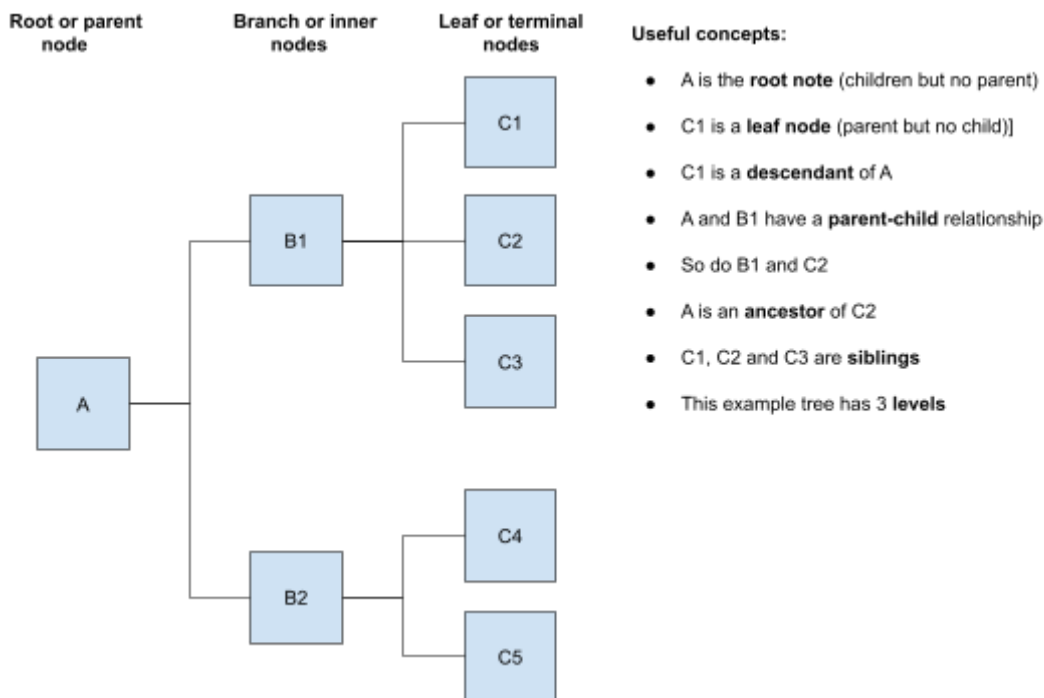 Root or parent
node
Branch or inner
nodes
Leaf or terminal
nodes
C1
C2
C3
B1
A
B2
C4
C5
Useful concepts:
● A is the root note (children but no parent)
● C1 is a leaf node (parent but no child)]
● C1 is a descendant of A
● A and B1 have a parent-child relationship
● So do B1 and C2
● A is an ancestor of C2
● C1, C2 and C3 are siblings
● This example tree has 3 levels